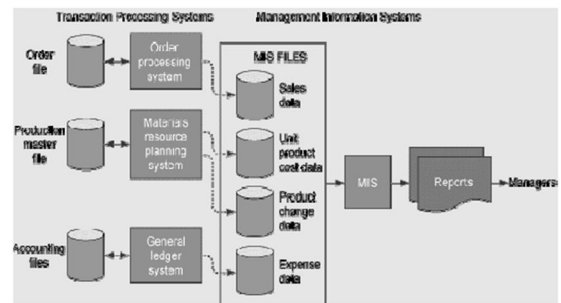 Transaction Processing Systems
Management Information Systems
Order
file
Order
processing
system
MIS FILES
Sales
data
Production
master
file
Materials
resource
planning
system
Unit
product
cost data
MIS
Reports
Managers
Product
change
data
Accounting
files
General
ledger
system
Expense
data